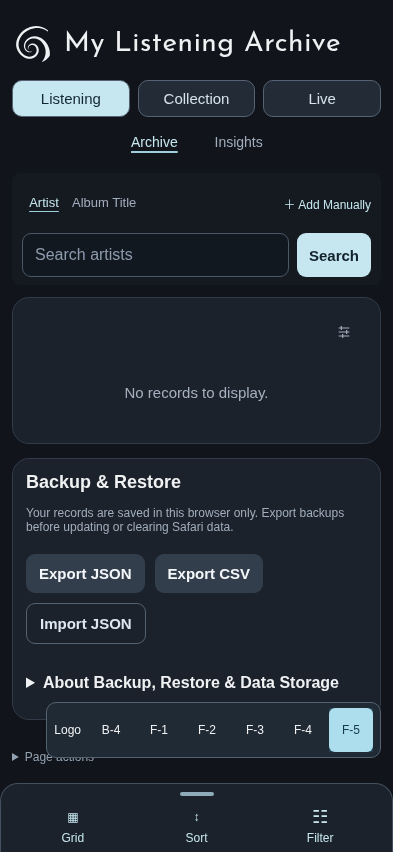 My Listening Archive
Listening
Collection
Live
Archive
Insights
Artist
Album Title
Add Manually
Search artists
Search
No records to display.
Backup & Restore
Your records are saved in this browser only. Export backups
before updating or clearing Safari data.
Export JSON
Export CSV
Import JSON
About Backup, Restore & Data Storage
Logo
B-4
F-1
F-2
F-3
F-4
F-5
Page actions
Grid
Sort
Filter